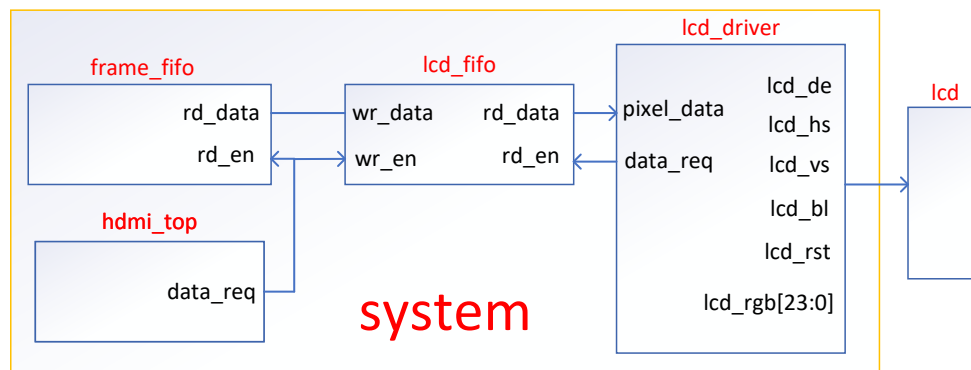 frame_fifo
rd_data
rd_en
hdmi_top
data_req
lcd_fifo
wr_data
rd_data
wr_en
rd_en
lcd_driver
pixel_data
data_req
lcd_de
lcd_hs
lcd_vs
lcd_bl
lcd_rst
lcd_rgb[23:0]
lcd
system